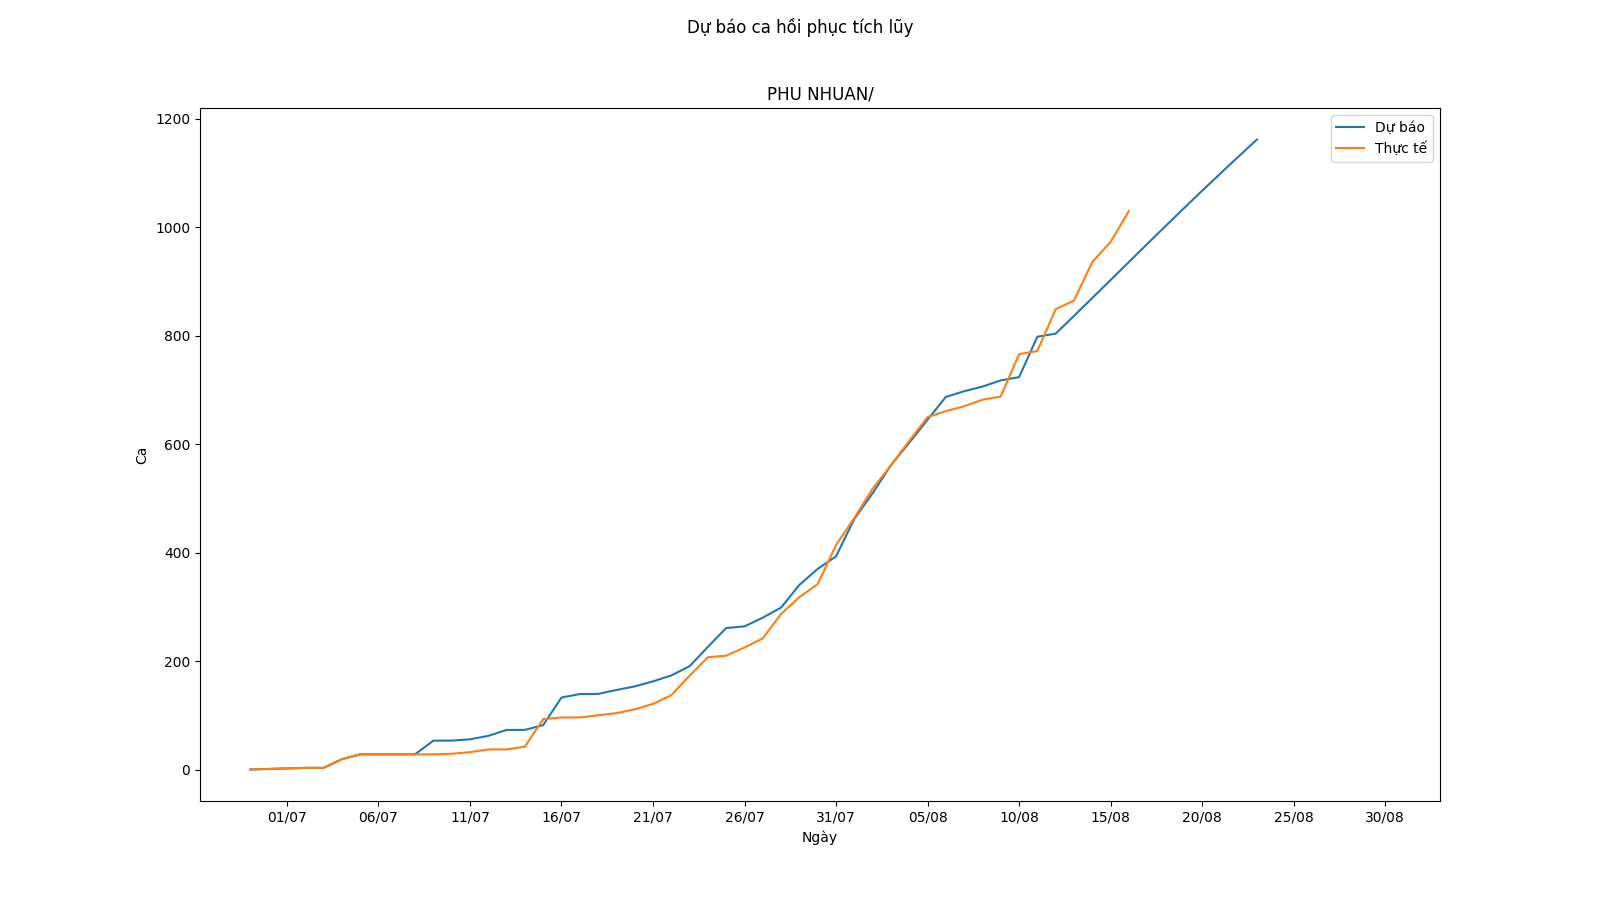 Dự báo ca hồi phục tích lũy
PHU NHUAN/
1200
1000
800
600
400
200
0
Ca
Dự báo
Thực tế
01/07 06/07 11/07 16/07 21/07 26/07 31/07 05/08 10/08 15/08 20/08 25/08 30/08
Ngày